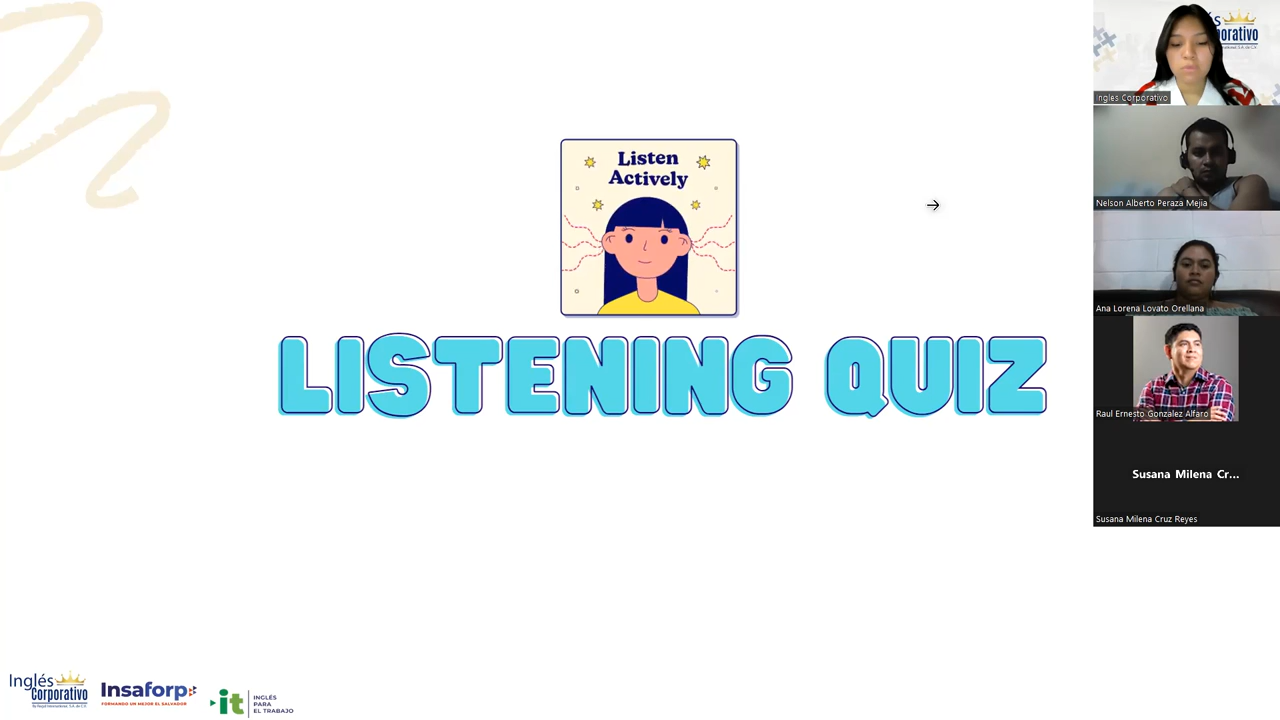 Listen
Actively
LISTENING QUIZ
Inglés
Corporativo
Insaforp
FORMANDO UN MEJOR EL SALVADOR
it
INGLÉS
PARA
EL TRABAJO
Ingles Corporativo
Nelson Alberto Peraza Mejia
Ana Lorena Lovato Orellana
Raul Ernesto Gonzalez Alfaro
Susana Milena Cr...
Susana Milena Cruz Reyes